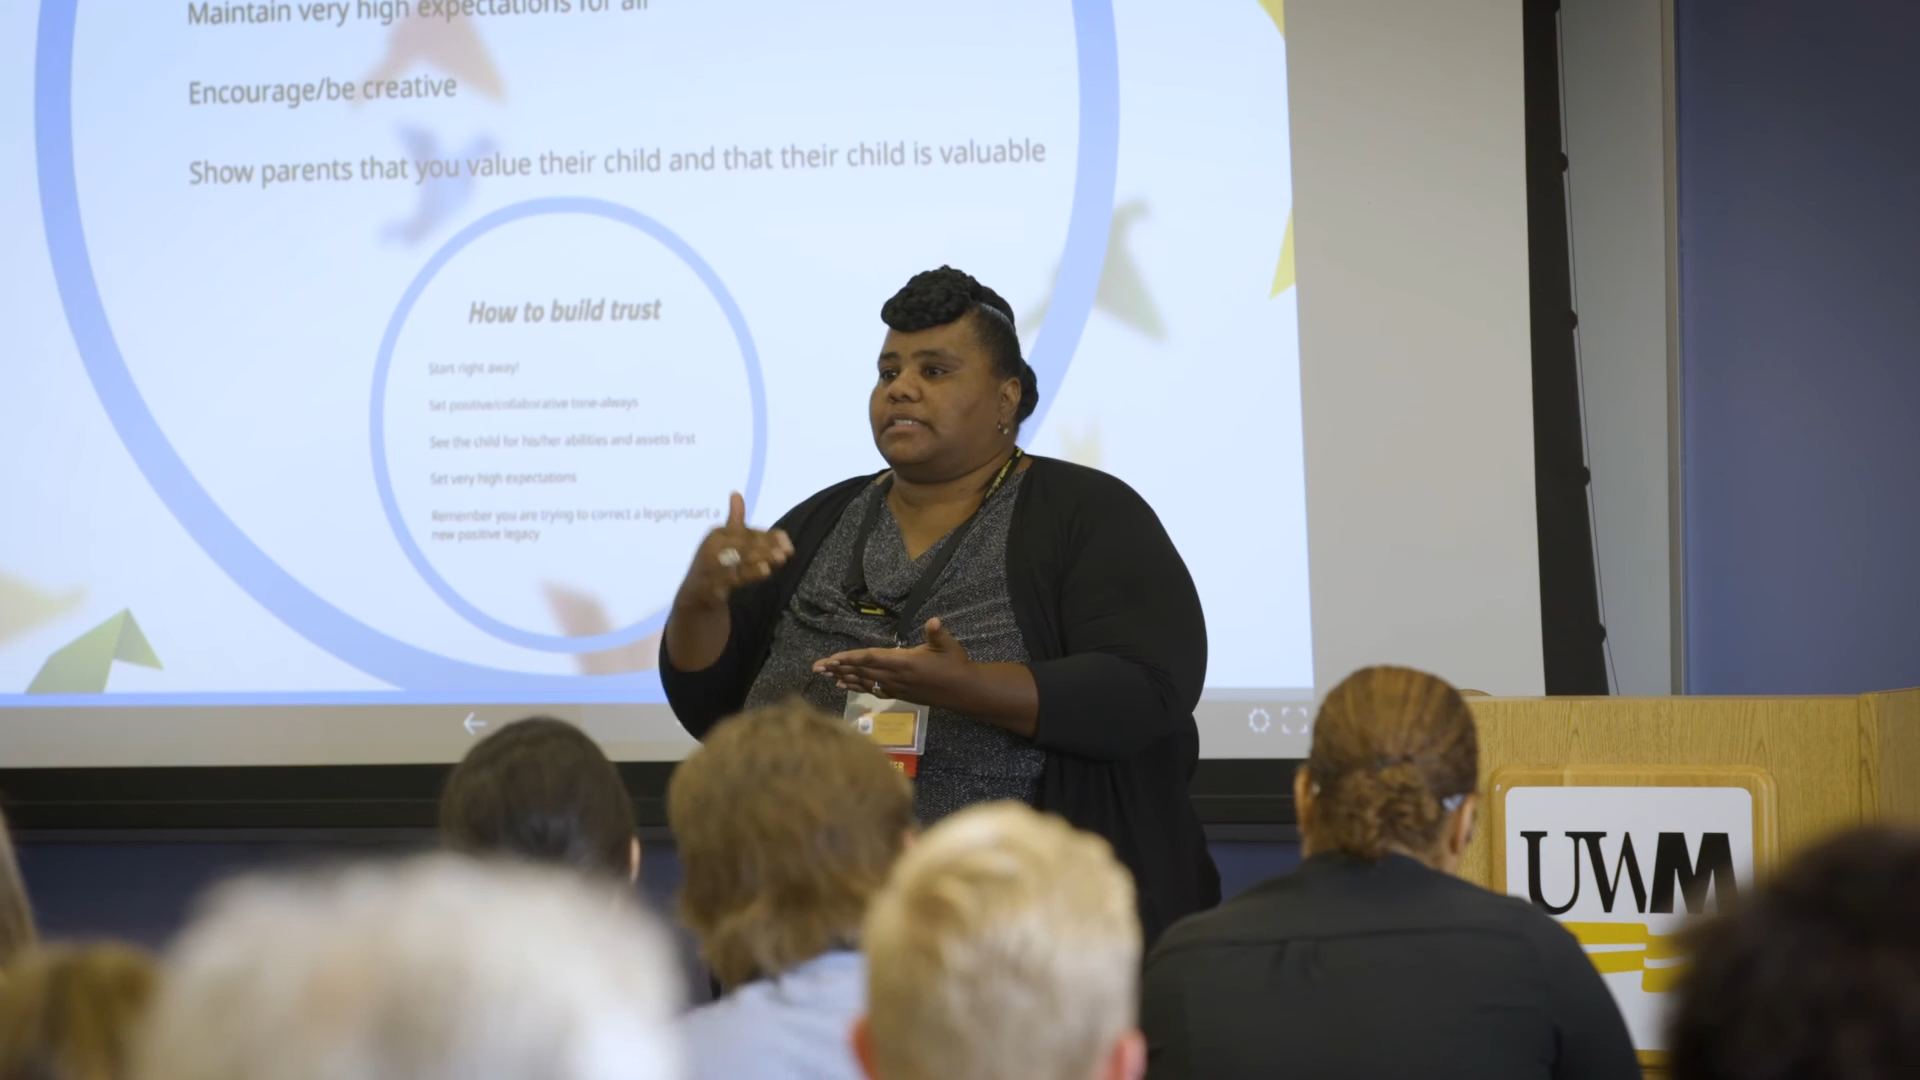 Maintain very high expectations for all
Encourage/be creative
Show parents that you value their child and that their child is valuable
How to build trust
Start right away!
Set positive/collaborative tone-always
See the child for his/her abilities and assets first
Set very high expectations
Remember you are trying to correct a legacy/start a
new positive legacy
UWM